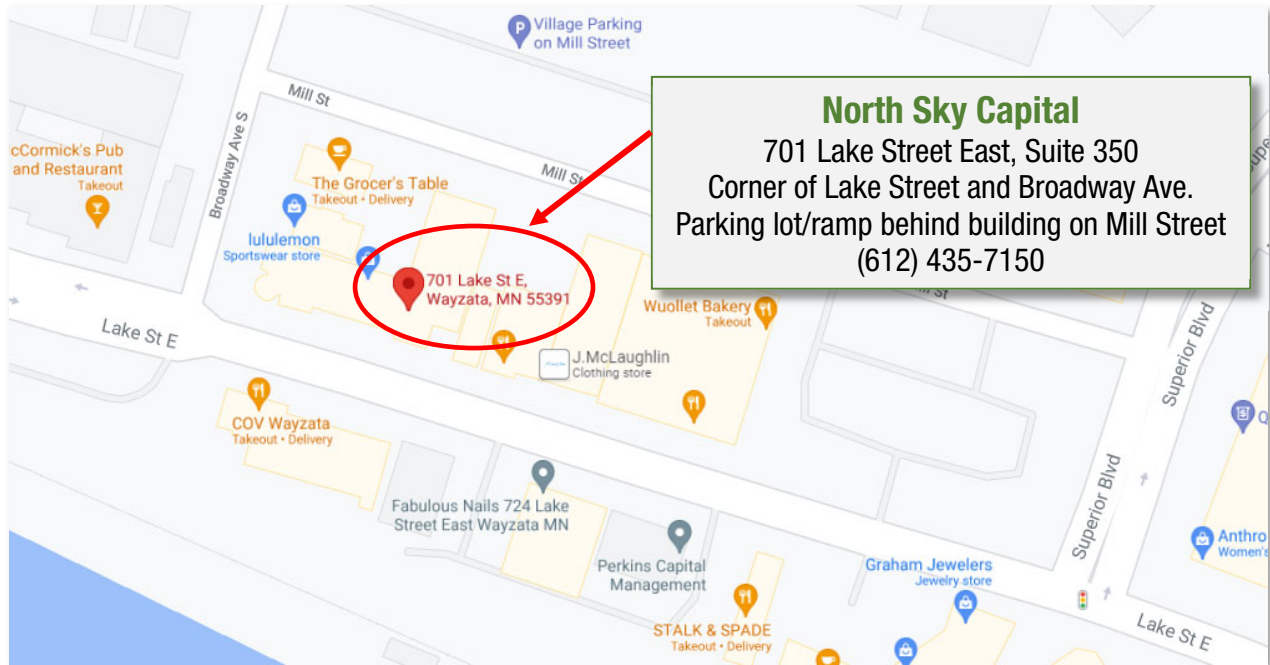 Village Parking
on Mill Street
Mill St
Broadway Ave S
cCormick's Pub
and Restaurant
Takeout
The Grocer's Table
Takeout • Delivery
Mill St
lululemon
Sportswear store
701 Lake St E,
Wayzata, MN 55391
North Sky Capital
701 Lake Street East, Suite 350
Corner of Lake Street and Broadway Ave.
Parking lot/ramp behind building on Mill Street
(612) 435-7150
Wuollet Bakery
Takeout
Lake St E
J.McLaughlin
Clothing store
Superior Blvd
COV Wayzata
Takeout • Delivery
Fabulous Nails 724 Lake
Street East Wayzata MN
Superior Blvd
Anthro
Women's
Perkins Capital
Management
Graham Jewelers
Jewelry store
STALK & SPADE
Takeout • Delivery
Lake St E